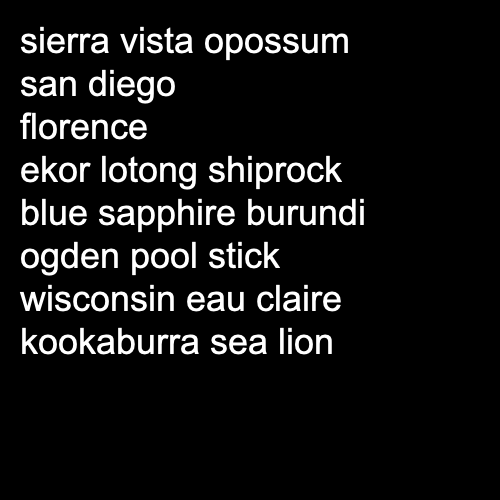 sierra vista opossum
san diego
florence
ekor lotong shiprock
blue sapphire burundi
ogden pool stick
wisconsin eau claire
kookaburra sea lion